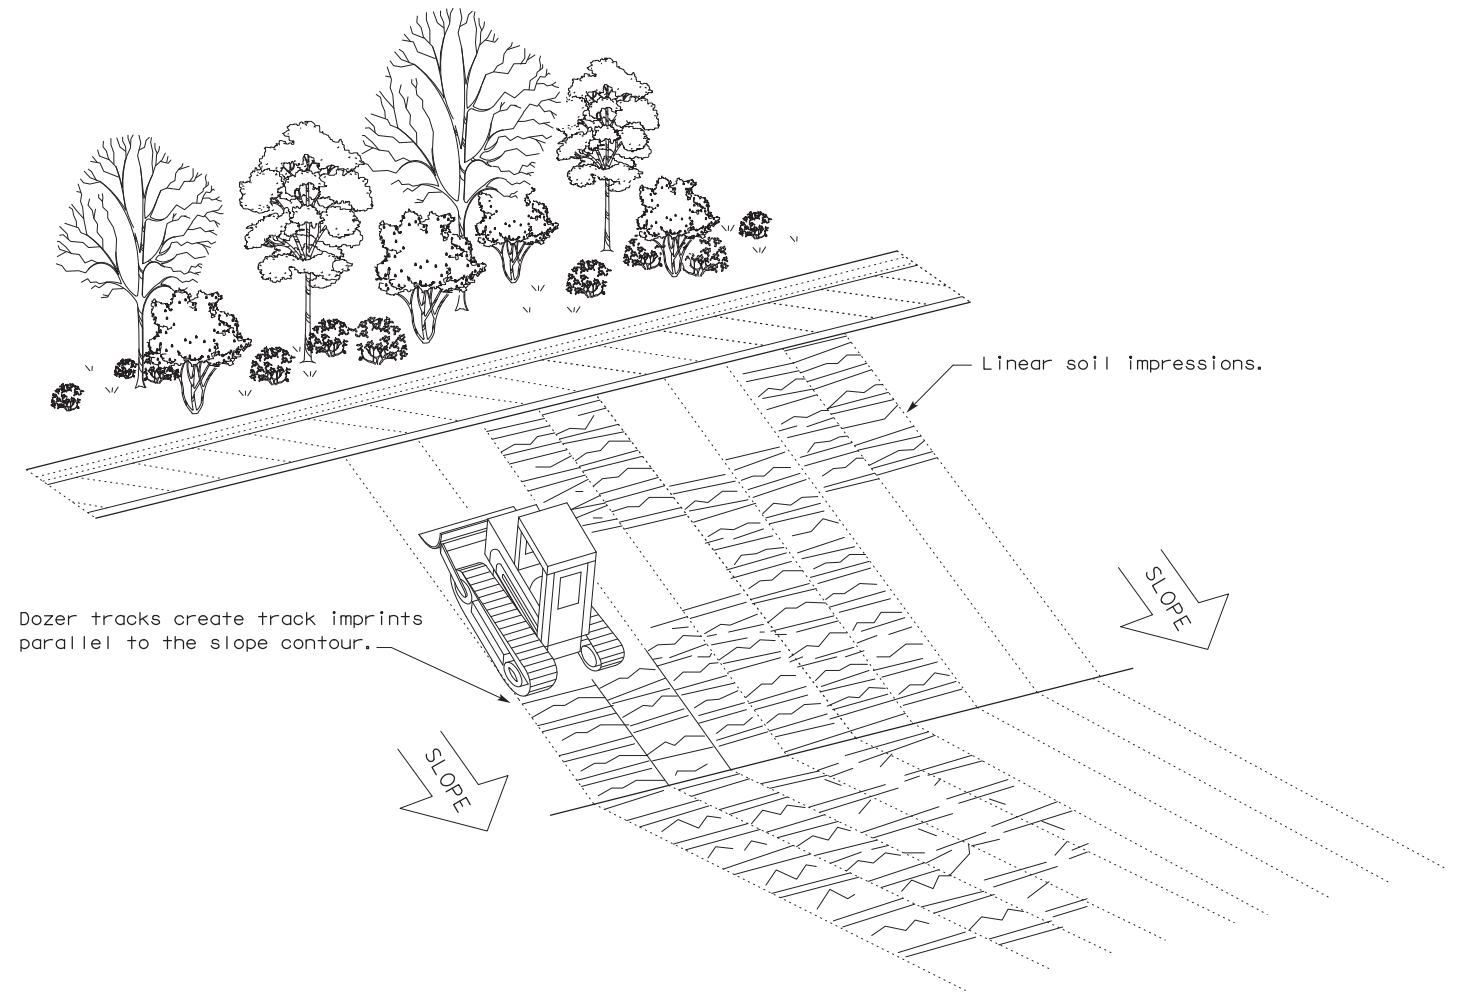 Linear soil impressions.
SLOPE
Dozer tracks create track imprints
parallel to the slope contour.
SLOPE